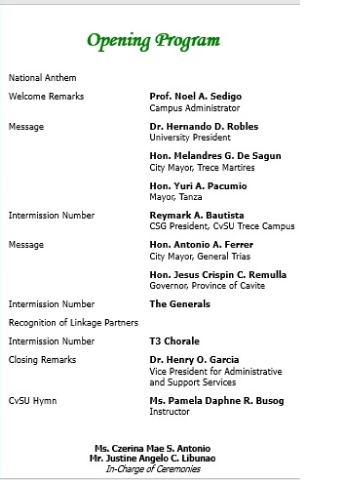 Opening Program
National Anthem
Welcome Remarks Prof. Noel A. Sedigo
Campus Administrator
Message Dr. Hernando D. Robles
University President
Hon. Melandres G. De Sagun
City Mayor, Trece Martires
Hon. Yuri A. Pacumio
Mayor, Tanza
Intermission Number Reymark A. Bautista
CSG President, CvSU Trece Campus
Message Hon. Antonio A. Ferrer
City Mayor, General Trias
Hon. Jesus Crispin C. Remulla
Governor, Province of Cavite
Intermission Number The Generals
Recognition of Linkage Partners
Intermission Number T3 Chorale
Closing Remarks Dr. Henry O. Garcia
Vice President for Administrative
and Support Services
CvSU Hymn Ms. Pamela Daphne R. Busog
Instructor
Ms. Czerina Mae S. Antonio
Mr. Justine Angelo C. Libunao
In-Charge of Ceremonies